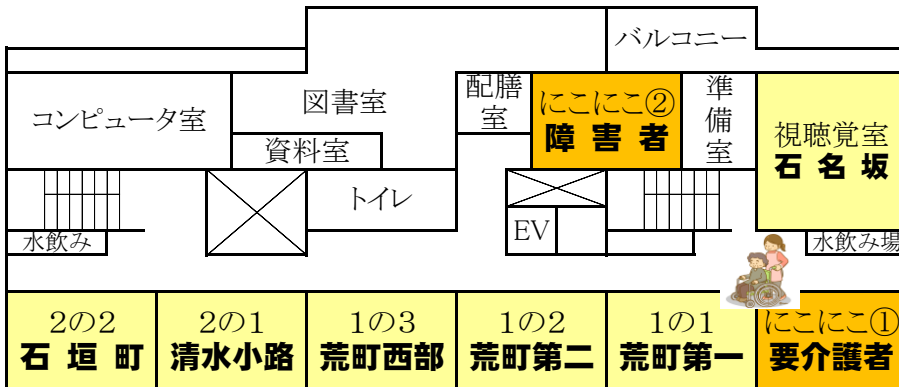 バルコニー
コンピュータ室
図書室
資料室
配膳
室
にこにこ②
障害者
準
備
室
視聴覚室
石名坂
トイレ
EV
水飲み
水飲み場
2の2
石垣町
2の1
清水小路
1の3
荒町西部
1の2
荒町第二
1の1
荒町第一
にこにこ①
要介護者